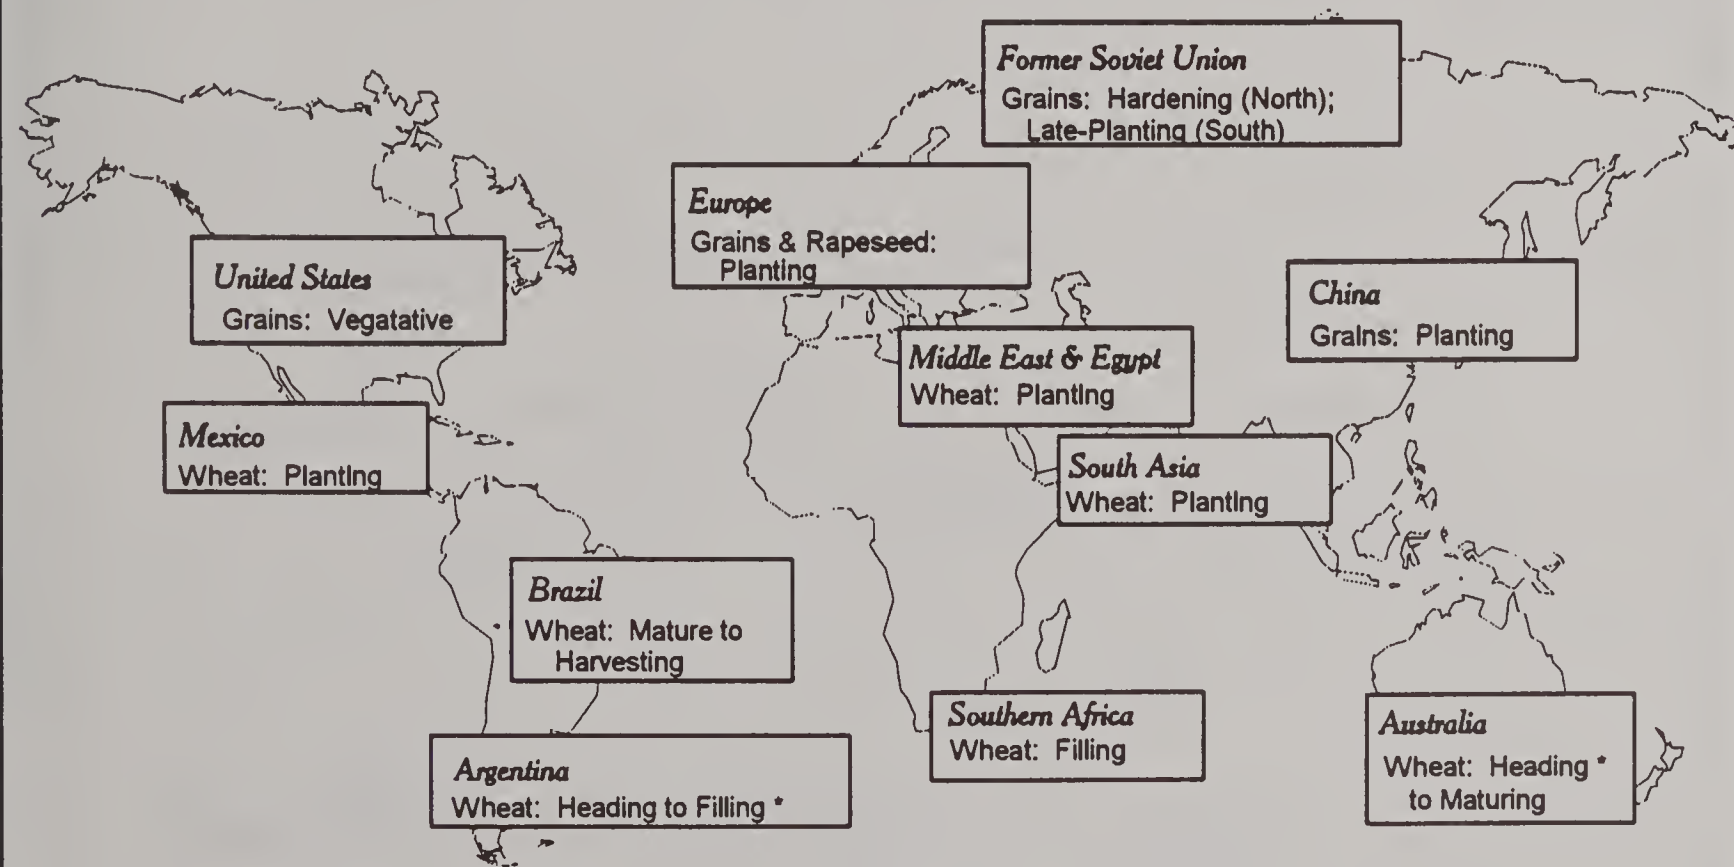 Former Soviet Union
Grains: Hardening (North);
Late-Planting (South)
Europe
Grains & Rapeseed:
Planting
United States
Grains: Vegatative
China
Grains: Planting
Middle East & Egypt
Wheat: Planting
Mexico
Wheat: Planting
South Asia
Wheat: Planting
Brazil
Wheat: Mature to
Harvesting
Southern Africa
Wheat: Filling
Australia
Wheat: Heading *
to Maturing
Argentina
Wheat: Heading to Filling *